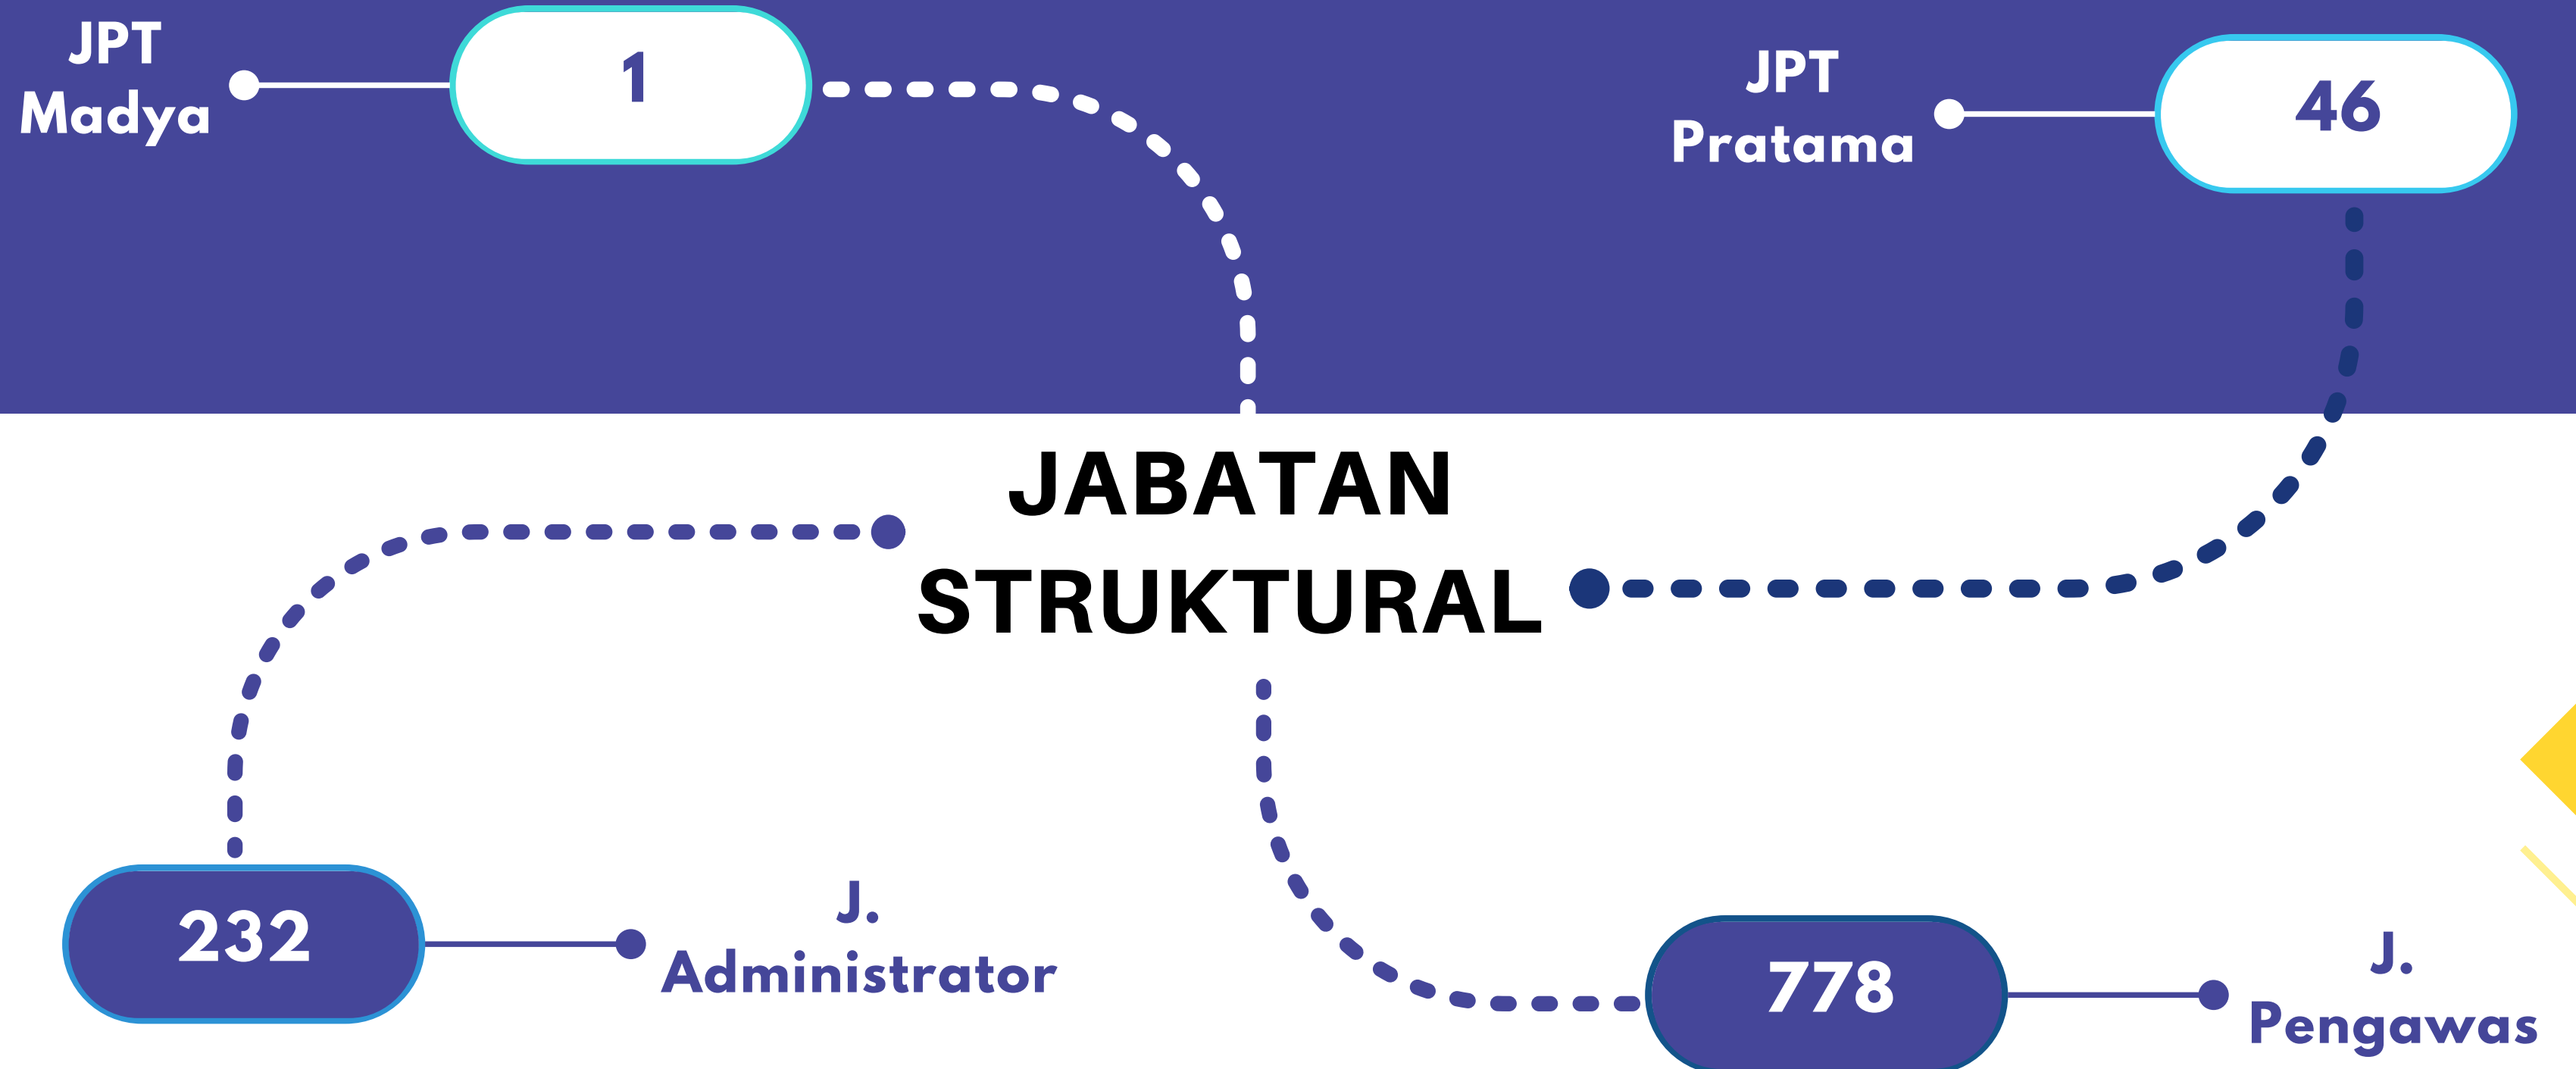 JPT
Madya
1
JPT
Pratama
46
JABATAN
STRUKTURAL
232
J.
Administrator
778
J.
Pengawas